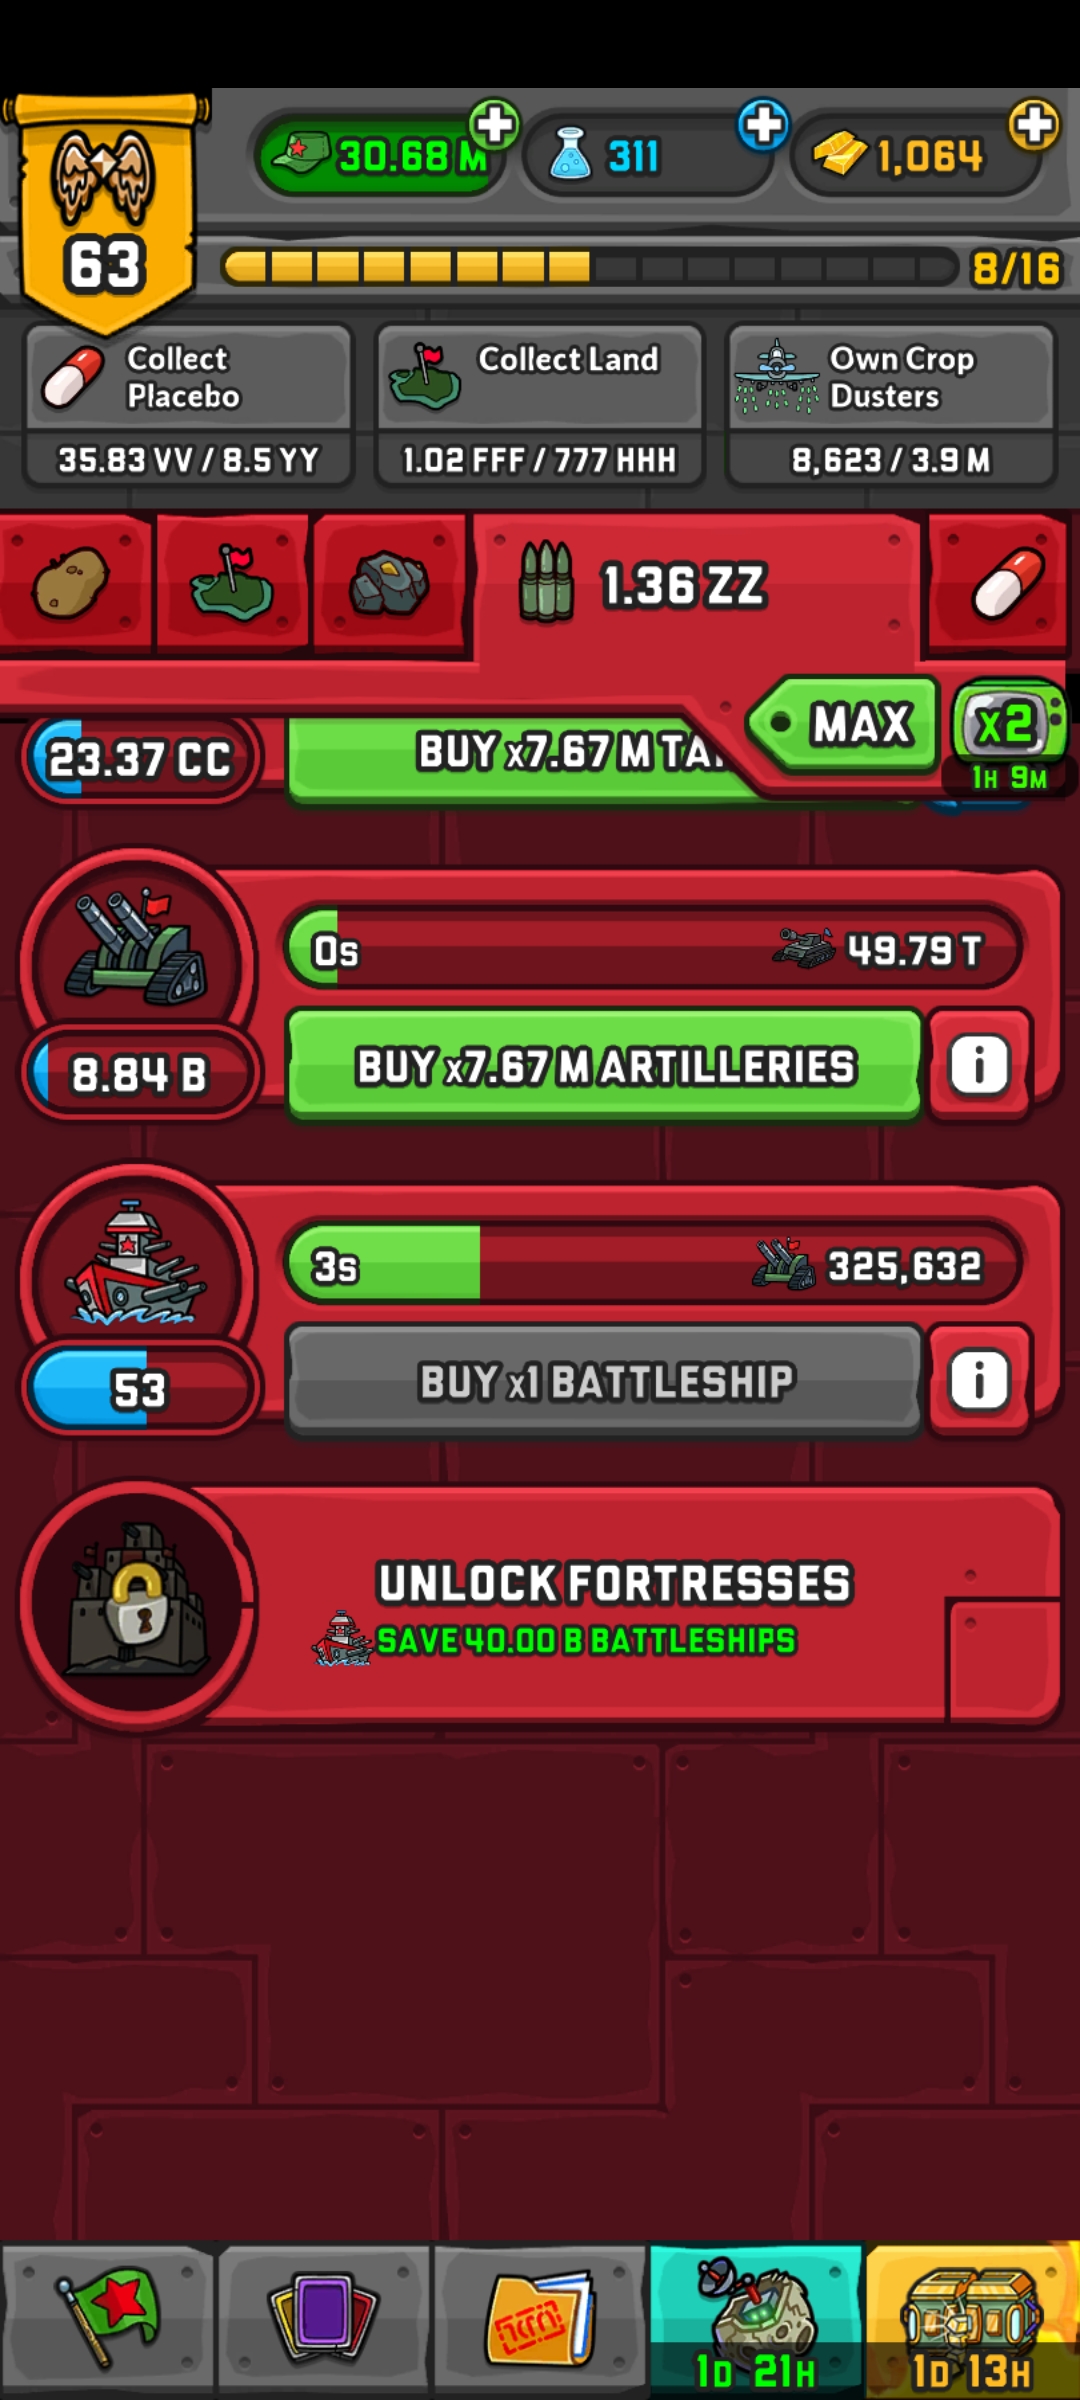 30.68 M
311
1,064
63
8/16
Collect
Placebo
35.83 VV / 8.5 YY
Collect Land
1.02 FFF / 777 HHH
Own Crop
Dusters
8,623 / 3.9 M
1.36 ZZ
MAX
x2
1H 9M
23.37 CC
BUY x7.67 M TA
0s
49.79 T
8.84 B
BUY x7.67 M ARTILLERIES
i
3s
325,632
53
BUY x1 BATTLESHIP
i
UNLOCK FORTRESSES
SAVE 40.00 B BATTLESHIPS
1D 21H
1D 13H